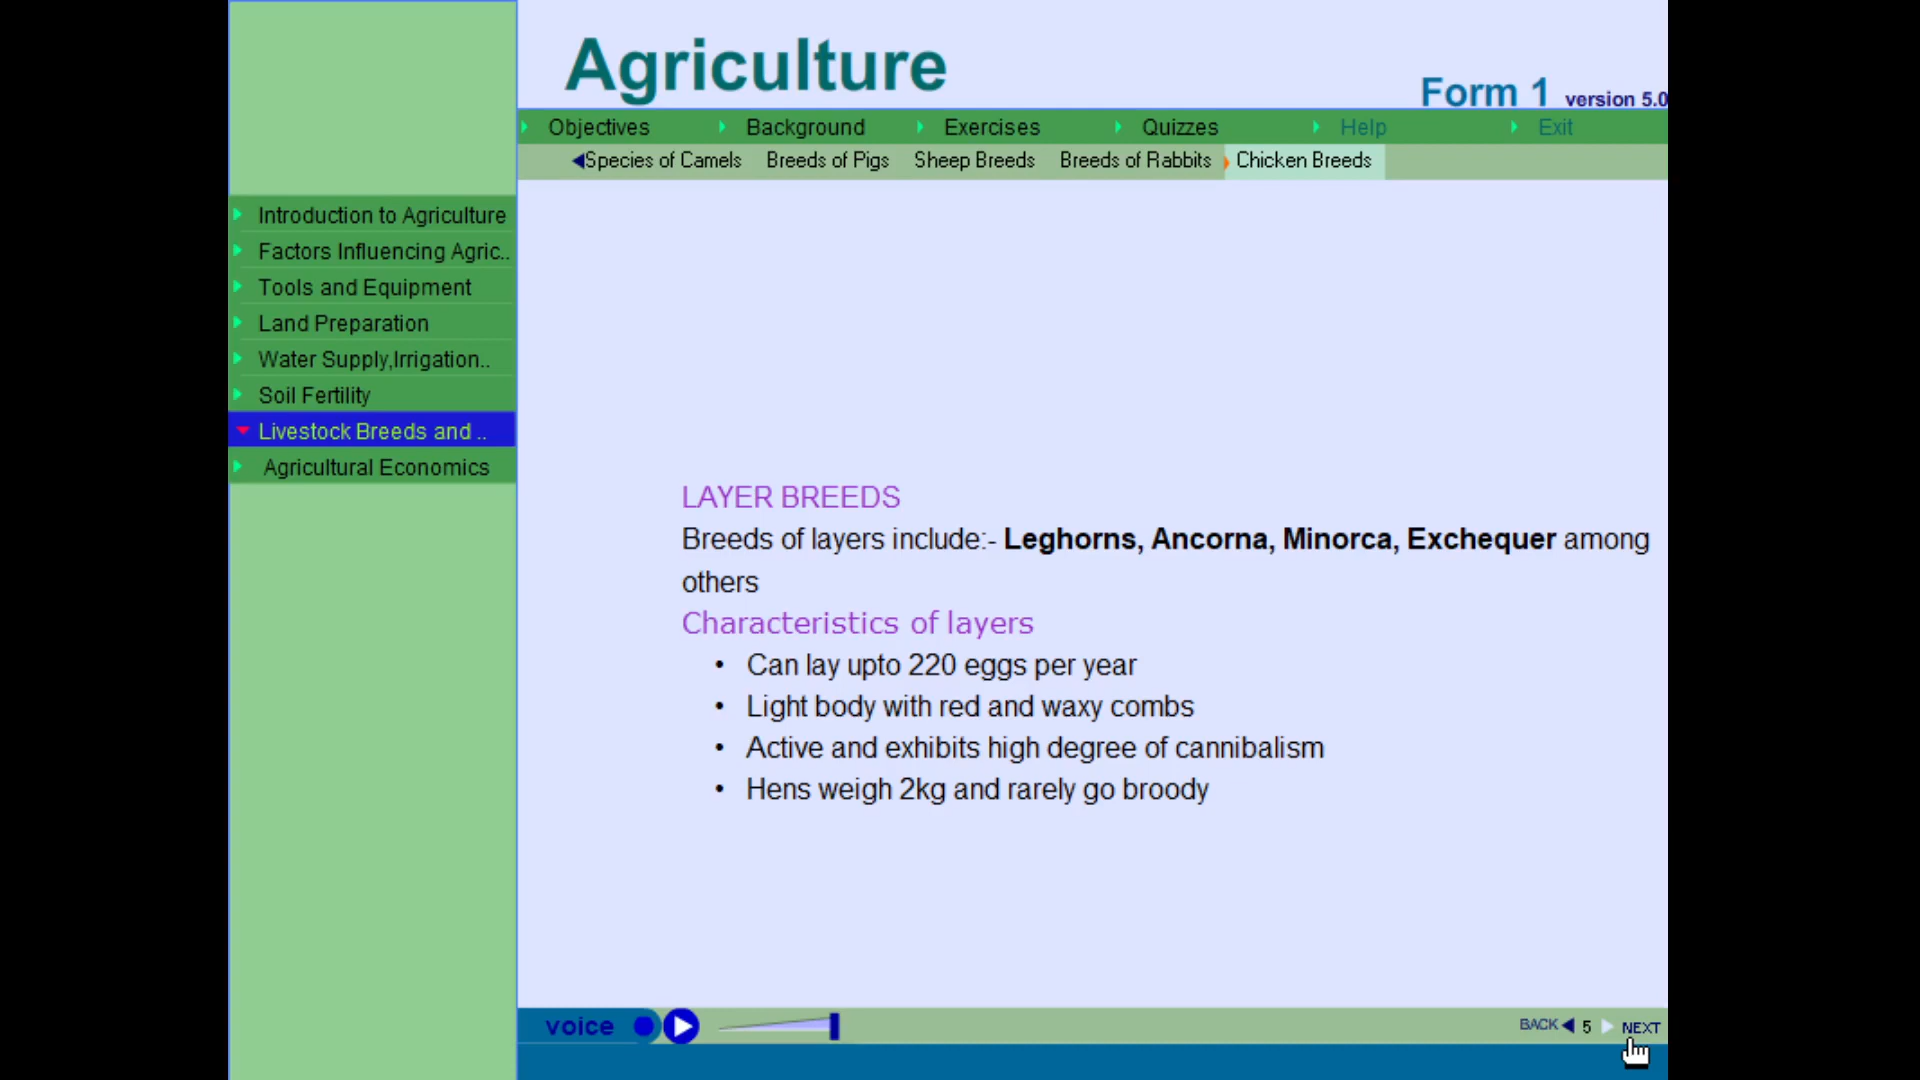 Agriculture
Form 1 version 5.0
Objectives Background Exercises Quizzes Help Exit
Species of Camels Breeds of Pigs Sheep Breeds Breeds of Rabbits Chicken Breeds
Introduction to Agriculture
Factors Influencing Agric..
Tools and Equipment
Land Preparation
Water Supply,Irrigation..
Soil Fertility
Livestock Breeds and ..
Agricultural Economics
LAYER BREEDS
Breeds of layers include:- Leghorns, Ancorna, Minorca, Exchequer among
others
Characteristics of layers
• Can lay upto 220 eggs per year
• Light body with red and waxy combs
• Active and exhibits high degree of cannibalism
• Hens weigh 2kg and rarely go broody
voice
BACK 5 NEXT